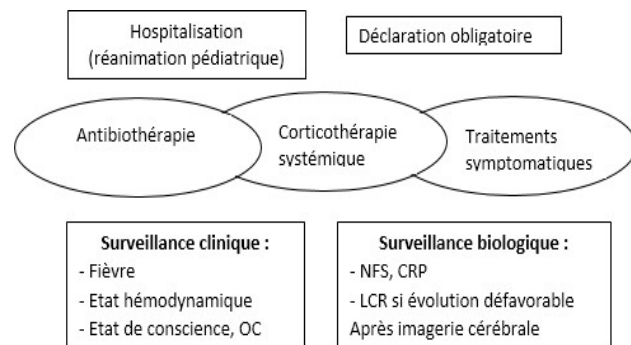 Hospitalisation
(réanimation pédiatrique)
Déclaration obligatoire
Antibiothérapie
Corticothérapie
systémique
Traitements
symptomatiques
Surveillance clinique :
- Fièvre
- Etat hémodynamique
- Etat de conscience, OC
Surveillance biologique :
- NFS, CRP
- LCR si évolution défavorable
Après imagerie cérébrale